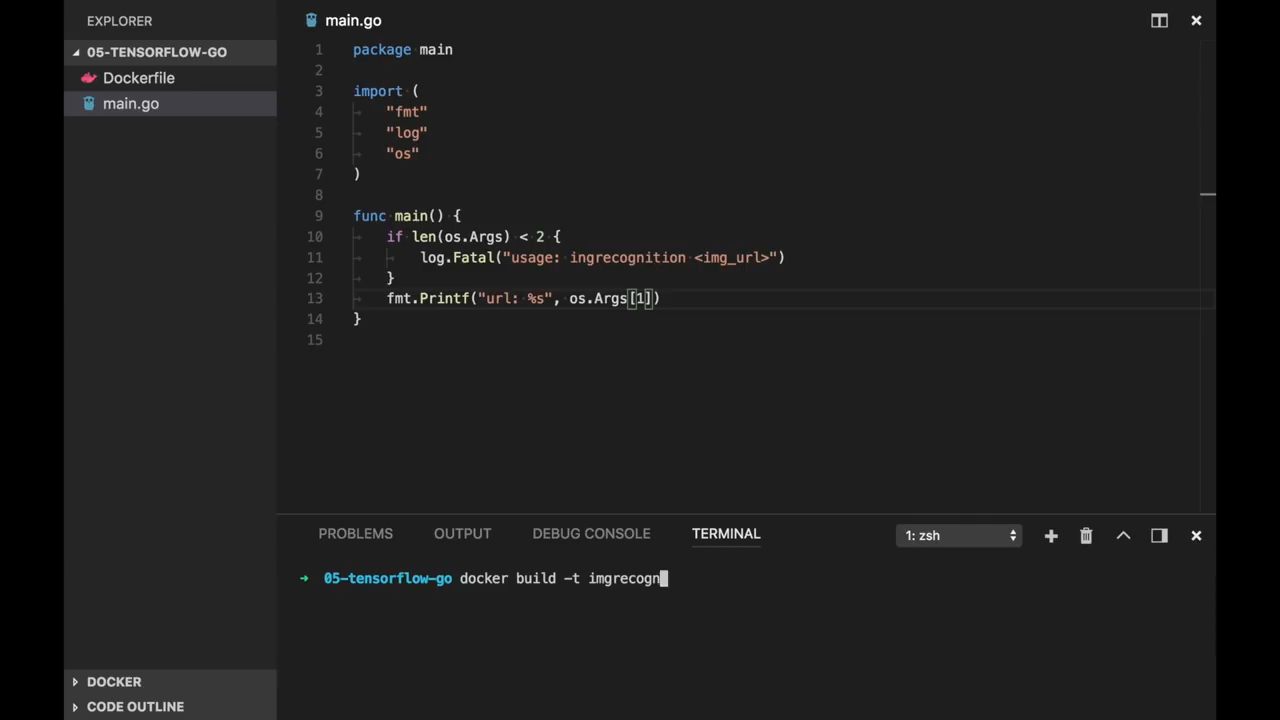 EXPLORER
05-TENSORFLOW-GO
Dockerfile
main.go
main.go
1 package main
2
3 import (
4 "fmt"
5 "log"
6 "os"
7 )
8
9 func main() {
10 if len(os.Args) < 2 {
11 log.Fatal("usage: ingrecognition <img_url>")
12 }
13 fmt.Printf("url: %s", os.Args[1])
14 }
15
PROBLEMS OUTPUT DEBUG CONSOLE TERMINAL 1: zsh
05-tensorflow-go docker build -t imgrecogn
DOCKER
CODE OUTLINE